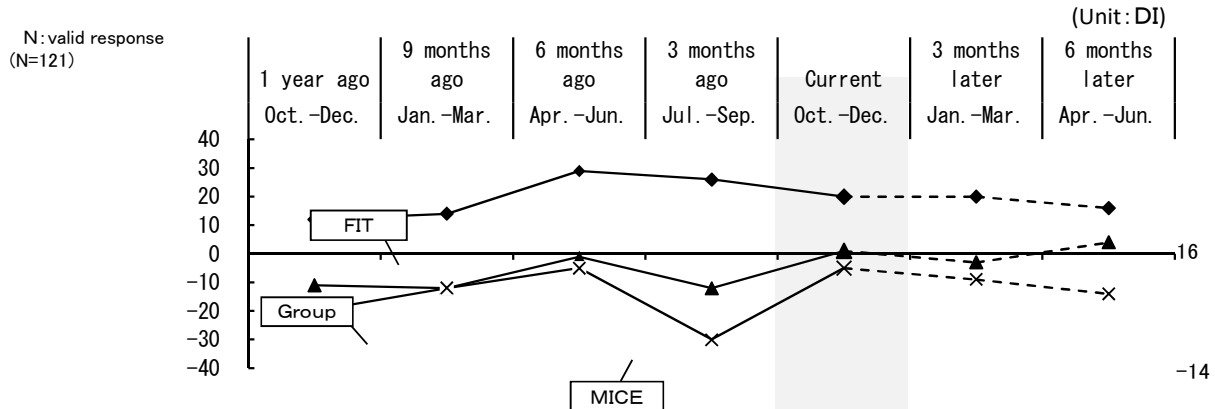 (Unit：DI)
N：valid response
(N=121)
1 year ago
Oct.-Dec.
9 months
ago
Jan.-Mar.
6 months
ago
Apr.-Jun.
3 months
ago
Jul.-Sep.
Current
Oct.-Dec.
3 months
later
Jan.-Mar.
6 months
later
Apr.-Jun.
40
30
20
10
0
-10
-20
-30
-40
FIT
Group
MICE
16
-14